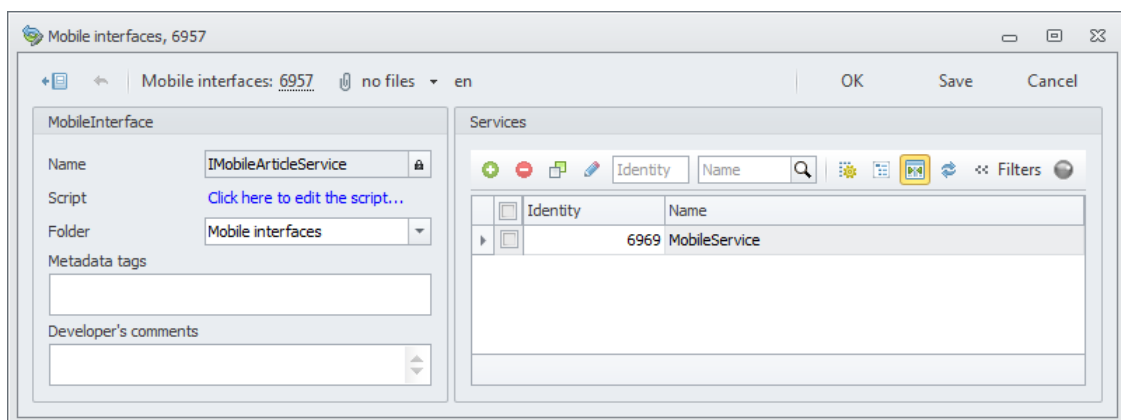 Mobile interfaces, 6957
Mobile interfaces: 6957 no files en OK Save Cancel
MobileInterface
Name IMobileArticleService
Script Click here to edit the script...
Folder Mobile interfaces
Metadata tags
Developer's comments
Services
Identity Name Filters
Identity Name
6969 MobileService